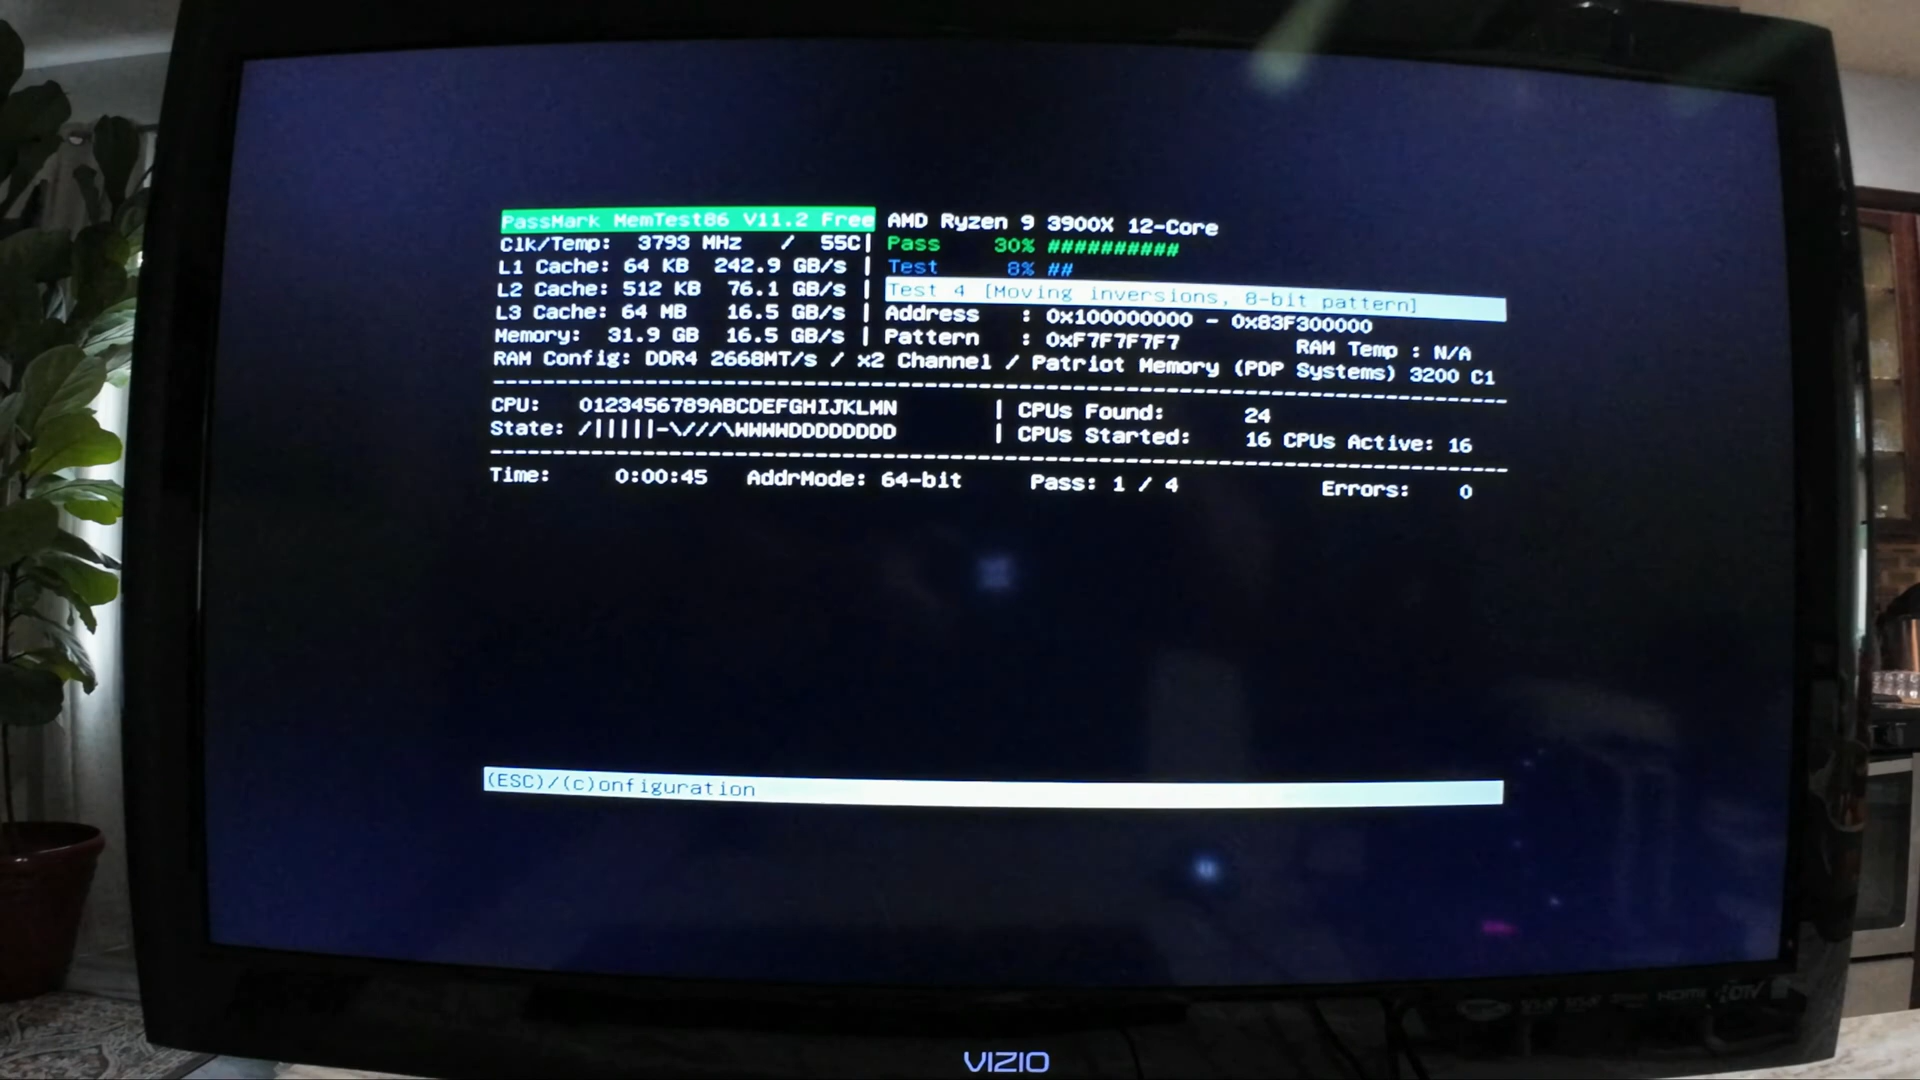 PassMark MemTest86 V11.2 Free AMD Ryzen 9 3900X 12-Core
Clk/Temp: 3793 MHz / 55C | Pass 30% ##########
L1 Cache: 64 KB 242.9 GB/s | Test 8% ##
L2 Cache: 512 KB 76.1 GB/s | Test 4 [Moving inversions, 8-bit pattern]
L3 Cache: 64 MB 16.5 GB/s | Address : 0x100000000 - 0x83F300000
Memory: 31.9 GB 16.5 GB/s | Pattern : 0xF7F7F7F7 RAM Temp : N/A
RAM Config: DDR4 2668MT/s / x2 Channel / Patriot Memory (PDP Systems) 3200 C1
CPU: 0123456789ABCDEFGHIJKLMN | CPUs Found: 24
State: /|||||-\///\WWWWDDDDDDDD | CPUs Started: 16 CPUs Active: 16
Time: 0:00:45 AddrMode: 64-bit Pass: 1 / 4 Errors: 0
(ESC)/(c)onfiguration
VIZIO